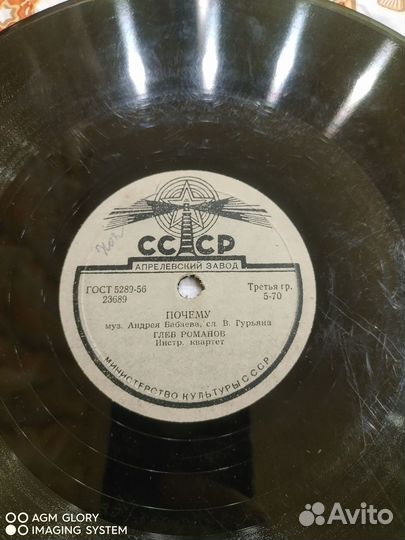 СССР
АПРЕЛЕВСКИЙ ЗАВОД
ГОСТ 5289-56
23689
Третья гр.
5-70
ПОЧЕМУ
муз. Андрея Бабаева, сл. В. Гурьяна
ГЛЕБ РОМАНОВ
Инстр. квартет
МИНИСТЕРСТВО КУЛЬТУРЫ СССР
AGM GLORY
IMAGING SYSTEM
Avito